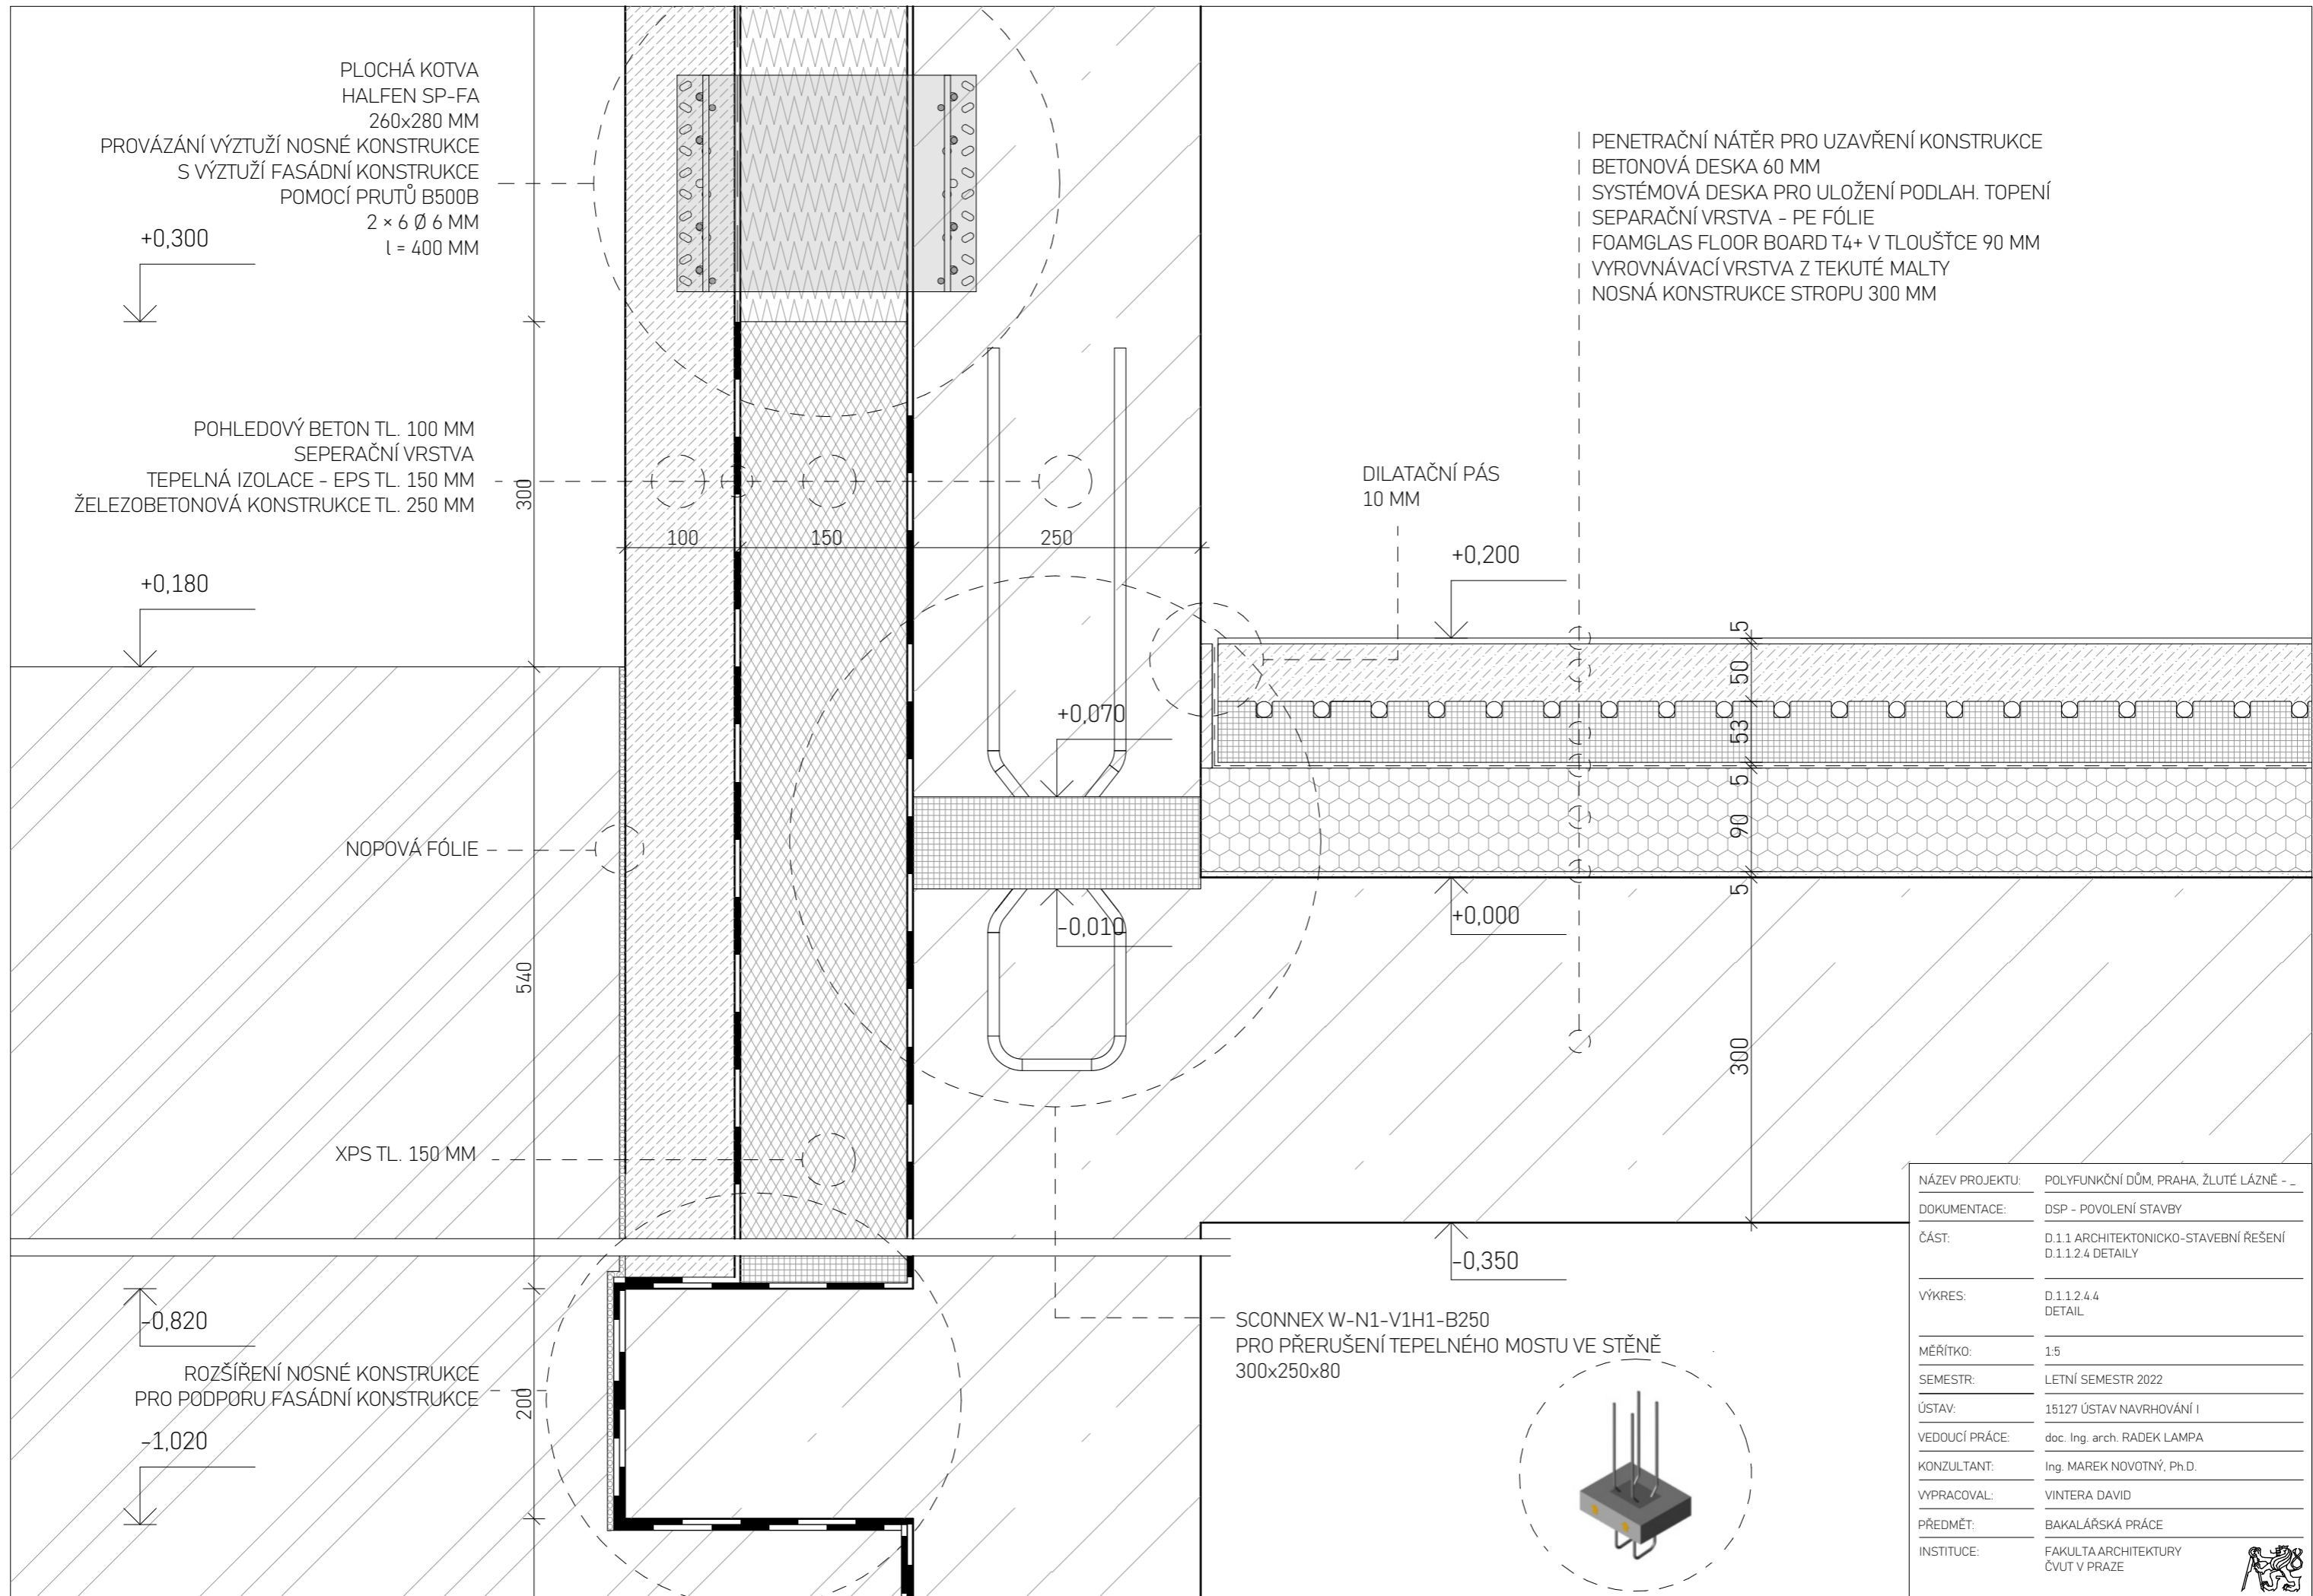 PLOCHÁ KOTVA
HALFEN SP-FA
260x280 MM
PROVÁZÁNÍ VÝZTUŽÍ NOSNÉ KONSTRUKCE
S VÝZTUŽÍ FASÁDNÍ KONSTRUKCE
POMOCÍ PRUTŮ B500B
2 × 6 Ø 6 MM
l = 400 MM
+0,300
PENETRAČNÍ NÁTĚR PRO UZAVŘENÍ KONSTRUKCE
BETONOVÁ DESKA 60 MM
SYSTÉMOVÁ DESKA PRO ULOŽENÍ PODLAH. TOPENÍ
SEPARAČNÍ VRSTVA - PE FÓLIE
FOAMGLAS FLOOR BOARD T4+ V TLOUŠŤCE 90 MM
VYROVNÁVACÍ VRSTVA Z TEKUTÉ MALTY
NOSNÁ KONSTRUKCE STROPU 300 MM
POHLEDOVÝ BETON TL. 100 MM
SEPERAČNÍ VRSTVA
TEPELNÁ IZOLACE - EPS TL. 150 MM
ŽELEZOBETONOVÁ KONSTRUKCE TL. 250 MM
300
100
150
250
DILATAČNÍ PÁS
10 MM
+0,200
+0,180
+0,070
5
50
53
5
90
5
NOPOVÁ FÓLIE
-0,010
+0,000
540
300
XPS TL. 150 MM
-0,350
-0,820
ROZŠÍŘENÍ NOSNÉ KONSTRUKCE
PRO PODPORU FASÁDNÍ KONSTRUKCE
200
-1,020
SCONNEX W-N1-V1H1-B250
PRO PŘERUŠENÍ TEPELNÉHO MOSTU VE STĚNĚ
300x250x80
NÁZEV PROJEKTU: POLYFUNKČNÍ DŮM, PRAHA, ŽLUTÉ LÁZNĚ - _
DOKUMENTACE: DSP - POVOLENÍ STAVBY
ČÁST: D.1.1 ARCHITEKTONICKO-STAVEBNÍ ŘEŠENÍ
D.1.1.2.4 DETAILY
VÝKRES: D.1.1.2.4.4
DETAIL
MĚŘÍTKO: 1:5
SEMESTR: LETNÍ SEMESTR 2022
ÚSTAV: 15127 ÚSTAV NAVRHOVÁNÍ I
VEDOUCÍ PRÁCE: doc. Ing. arch. RADEK LAMPA
KONZULTANT: Ing. MAREK NOVOTNÝ, Ph.D.
VYPRACOVAL: VINTERA DAVID
PŘEDMĚT: BAKALÁŘSKÁ PRÁCE
INSTITUCE: FAKULTA ARCHITEKTURY
ČVUT V PRAZE